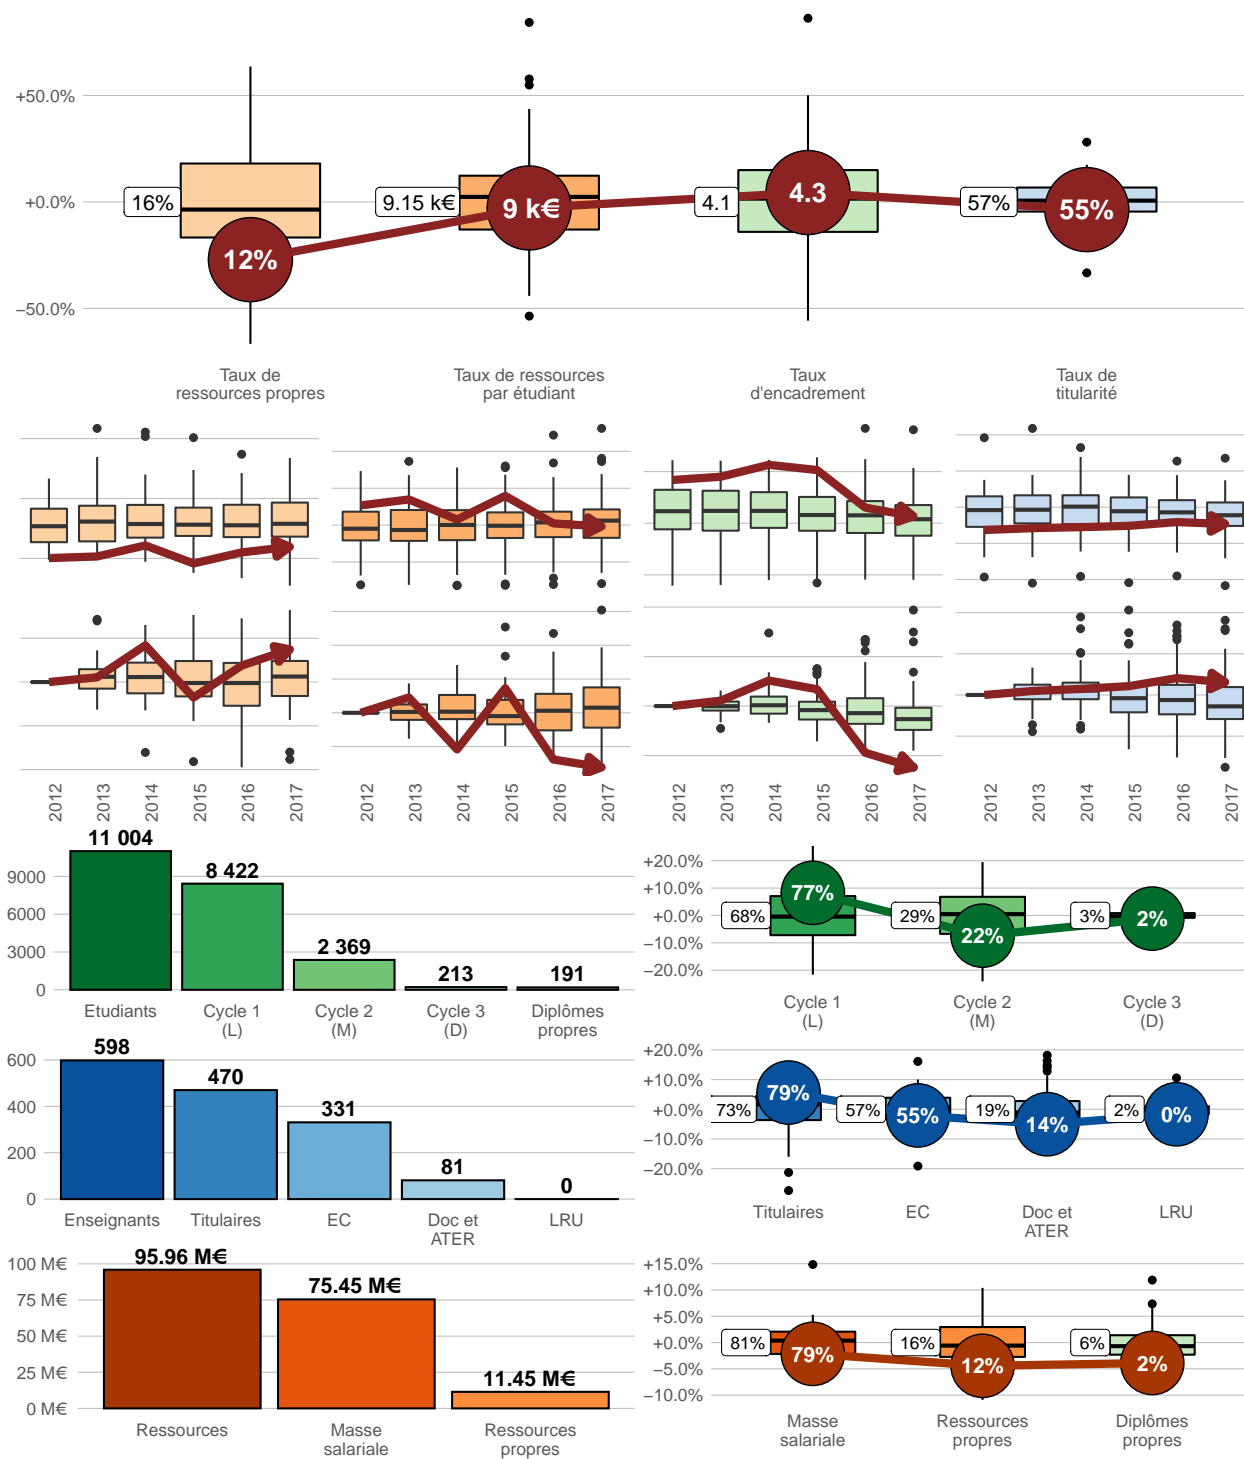 +50.0%
+0.0%
−50.0%
16%
12%
9.15 k€
9 k€
4.1
4.3
57%
55%
Taux de
ressources propres
Taux de ressources
par étudiant
Taux
d'encadrement
Taux de
titularité
2012
2013
2014
2015
2016
2017
2012
2013
2014
2015
2016
2017
2012
2013
2014
2015
2016
2017
2012
2013
2014
2015
2016
2017
11 004
8 422
2 369
213
191
9000
6000
3000
0
Etudiants
Cycle 1
(L)
Cycle 2
(M)
Cycle 3
(D)
Diplômes
propres
+20.0%
+10.0%
+0.0%
−10.0%
−20.0%
68%
77%
29%
22%
3%
2%
Cycle 1
(L)
Cycle 2
(M)
Cycle 3
(D)
598
470
331
81
0
600
400
200
0
Enseignants
Titulaires
EC
Doc et
ATER
LRU
+20.0%
+10.0%
+0.0%
−10.0%
−20.0%
73%
79%
57%
55%
19%
14%
2%
0%
Titulaires
EC
Doc et
ATER
LRU
95.96 M€
75.45 M€
11.45 M€
100 M€
75 M€
50 M€
25 M€
0 M€
Ressources
Masse
salariale
Ressources
propres
+15.0%
+10.0%
+5.0%
+0.0%
−5.0%
−10.0%
81%
79%
16%
12%
6%
2%
Masse
salariale
Ressources
propres
Diplômes
propres